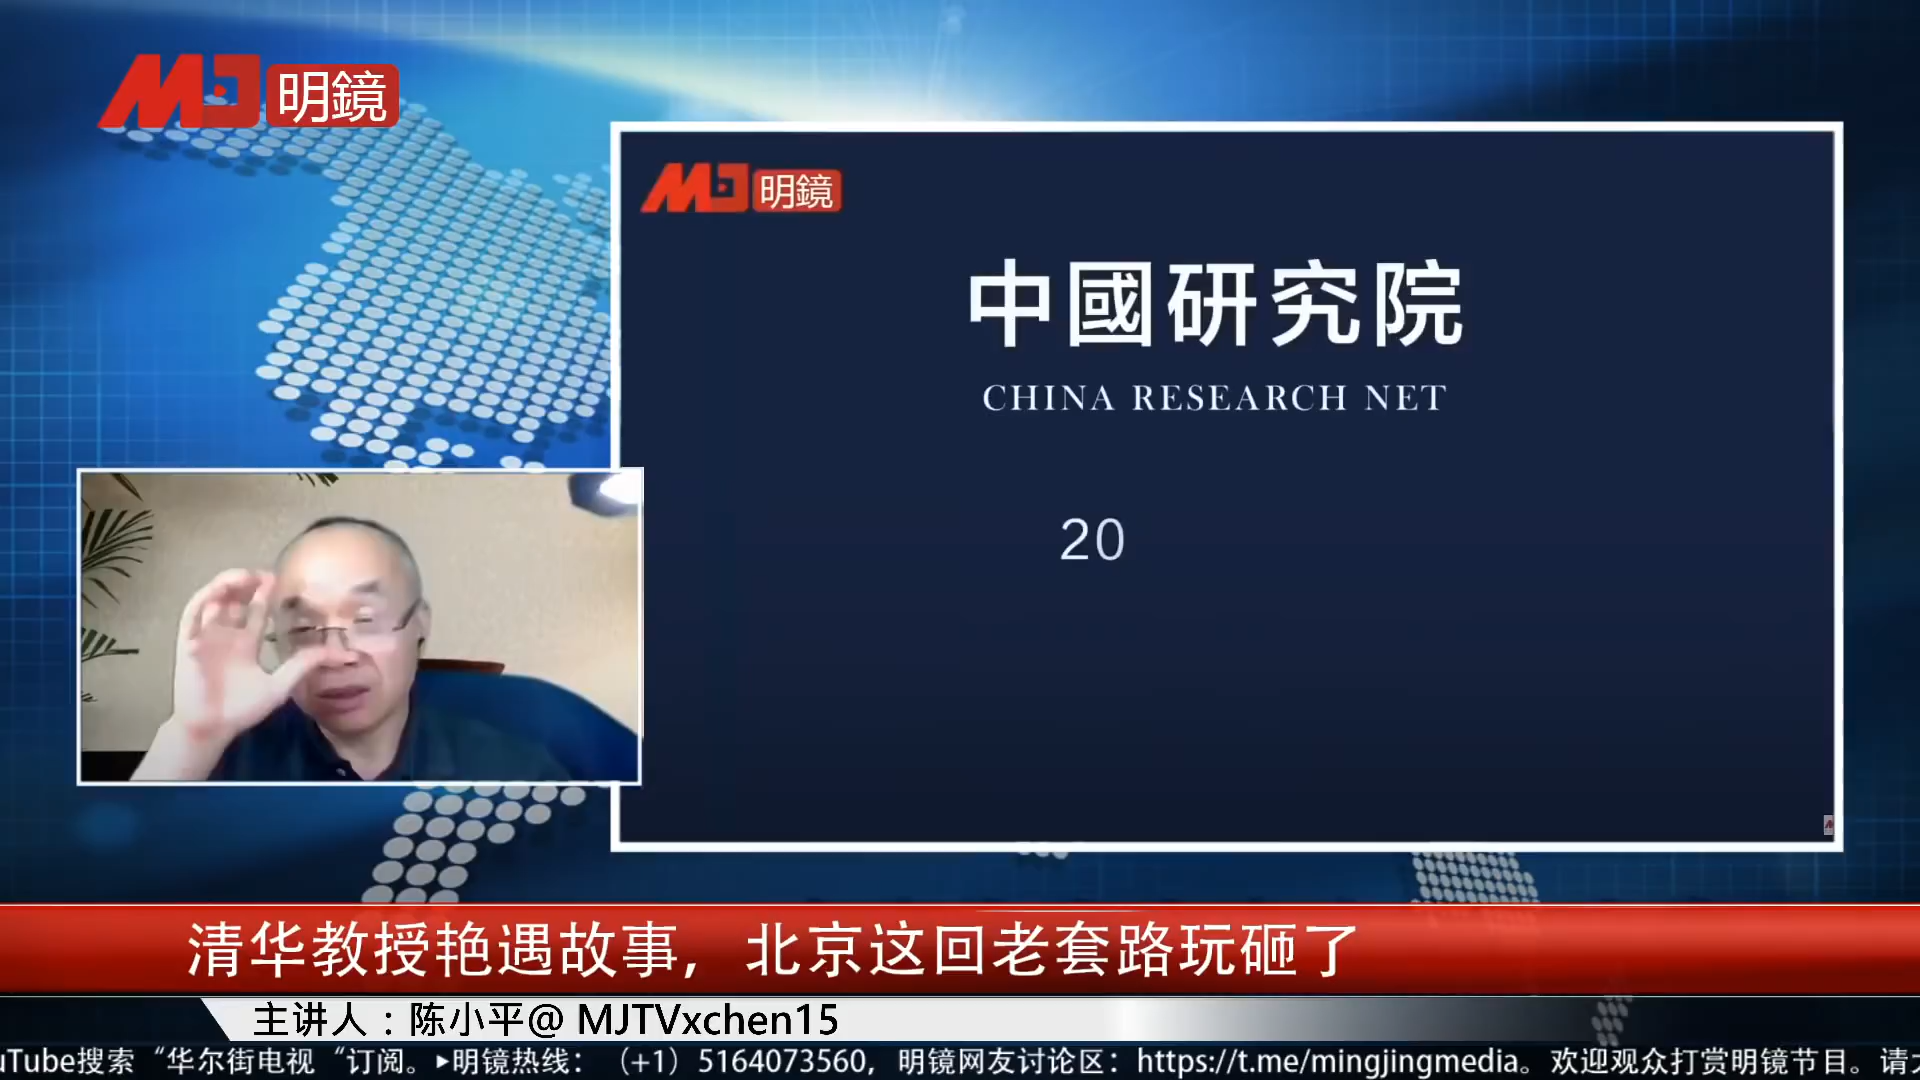 MJ 明鏡
MJ 明鏡
中國研究院
CHINA RESEARCH NET
20
清华教授艳遇故事，北京这回老套路玩砸了
主讲人：陈小平@ MJTVxchen15
uTube搜索“华尔街电视“订阅。▸明镜热线：（+1）5164073560，明镜网友讨论区：https://t.me/mingjingmedia。欢迎观众打赏明镜节目。请